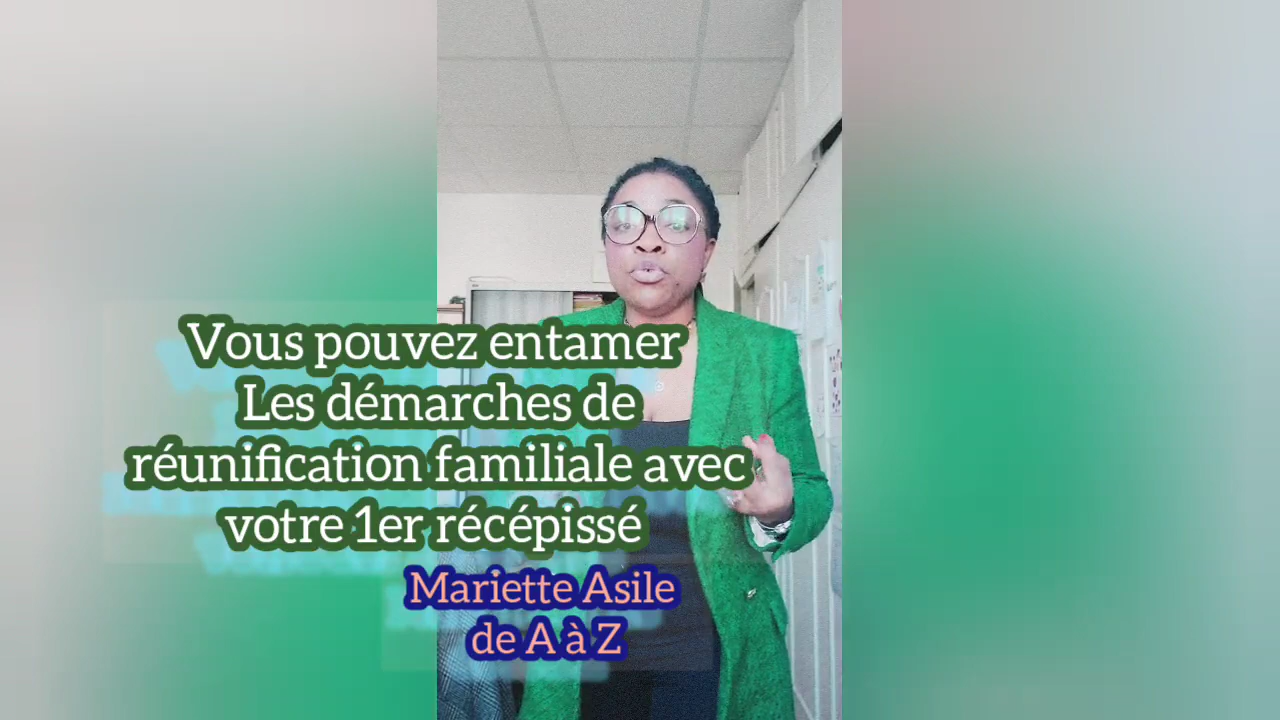 Vous pouvez entamer
Les démarches de
réunification familiale avec
votre 1er récépissé
Mariette Asile
de A à Z